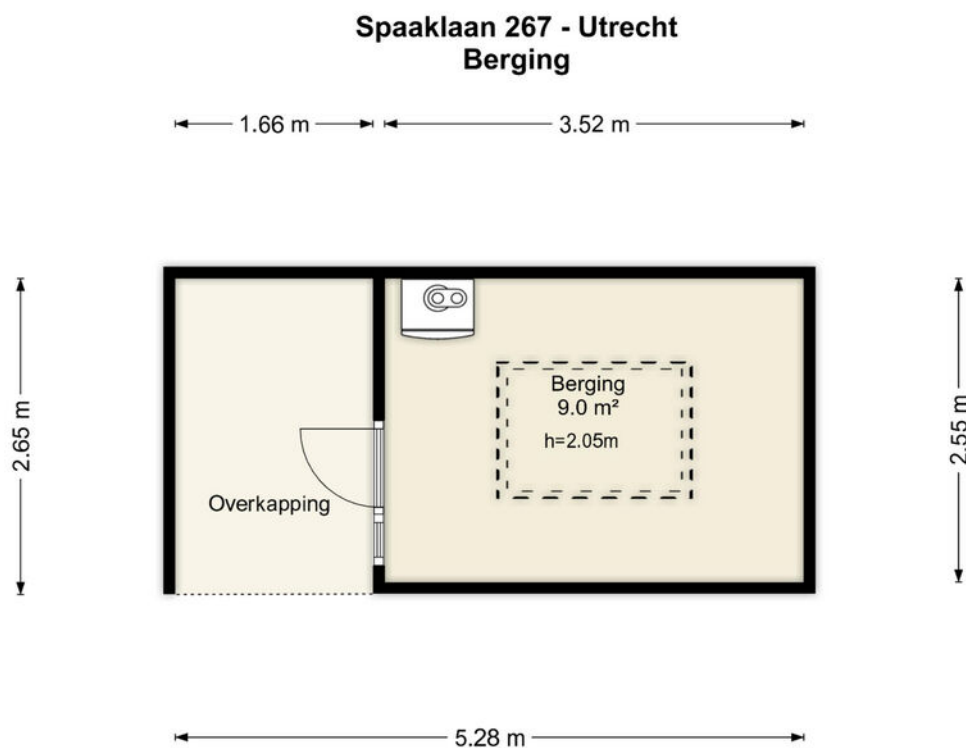 Spaaklaan 267 - Utrecht
Berging
1.66 m
3.52 m
2.65 m
Berging
9.0 m²
h=2.05m
2.55 m
Overkapping
5.28 m